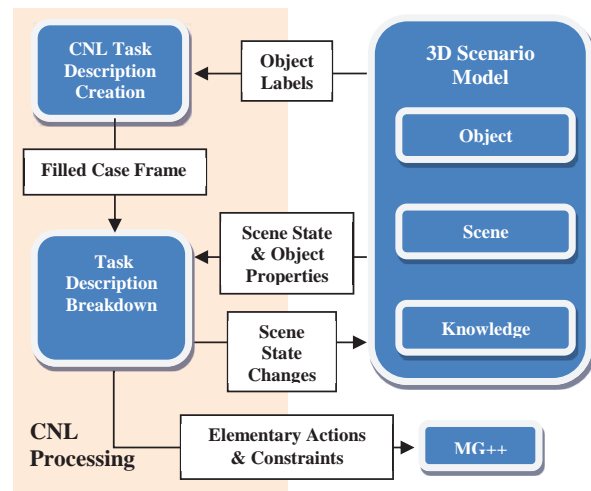 CNL Task
Description
Creation
Object
Labels
3D Scenario
Model
Object
Filled Case Frame
Scene
Task
Description
Breakdown
Scene State
& Object
Properties
Knowledge
Scene
State
Changes
CNL
Processing
Elementary Actions
& Constraints
MG++